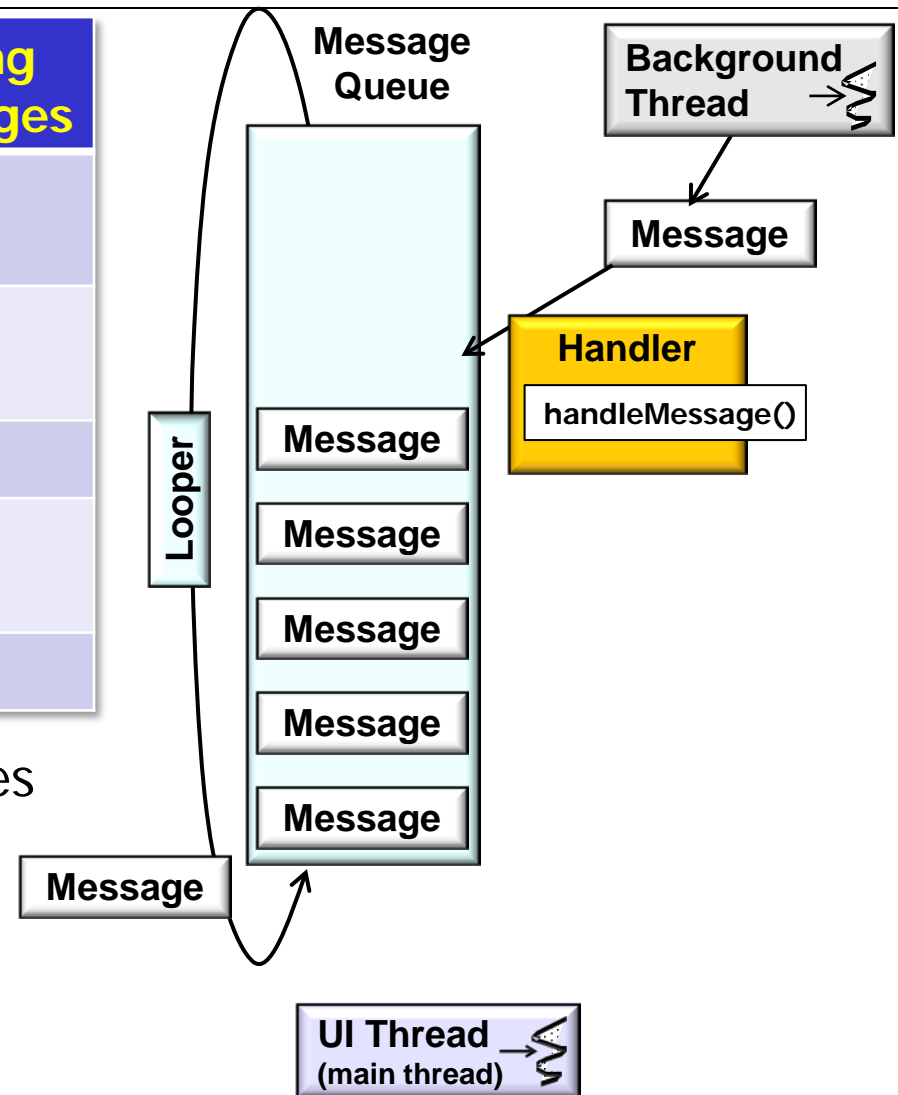 Message
Queue
Background
Thread
Message
Handler
handleMessage()
Looper
Message
Message
Message
Message
Message
Message
UI Thread
(main thread)